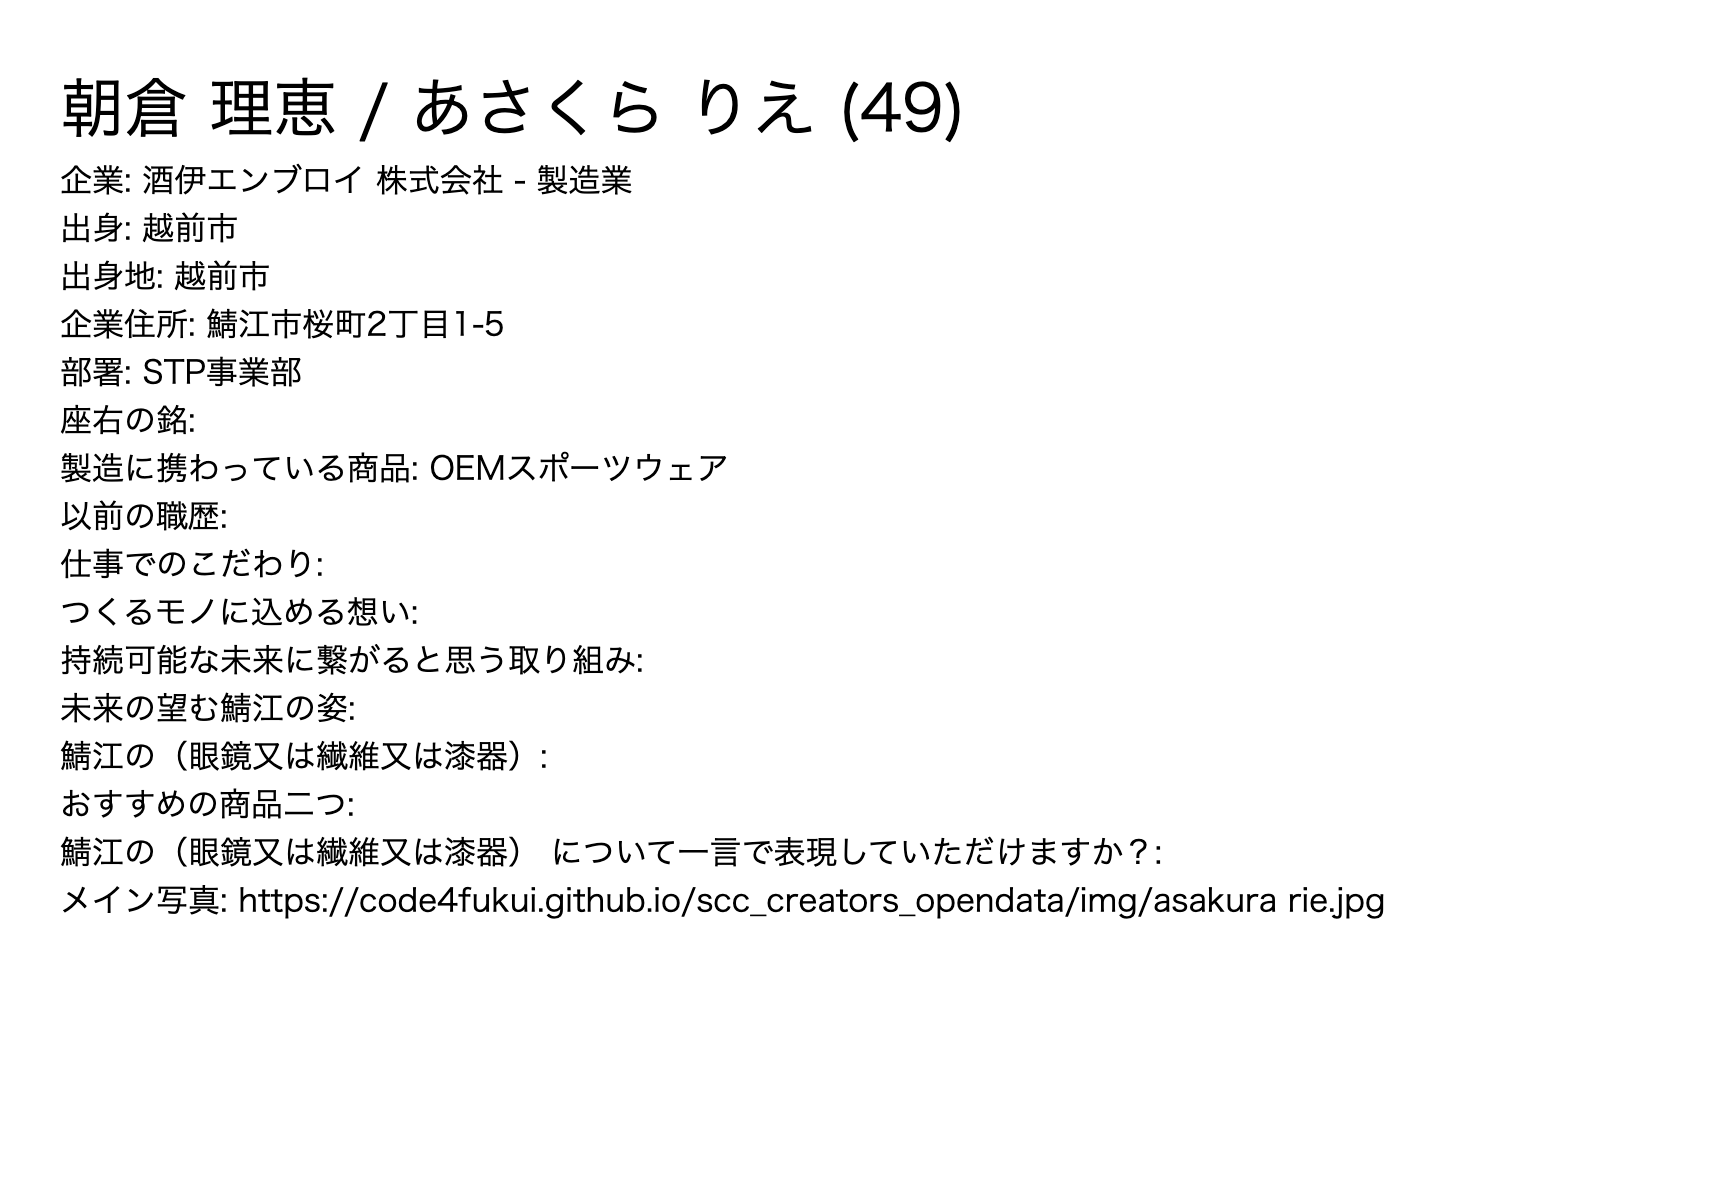 朝倉 理恵 / あさくら りえ (49)
企業: 酒伊エンブロイ 株式会社 - 製造業
出身: 越前市
出身地: 越前市
企業住所: 鯖江市桜町2丁目1-5
部署: STP事業部
座右の銘:
製造に携わっている商品: OEMスポーツウェア
以前の職歴:
仕事でのこだわり:
つくるモノに込める想い:
持続可能な未来に繋がると思う取り組み:
未来の望む鯖江の姿:
鯖江の（眼鏡又は繊維又は漆器）:
おすすめの商品二つ:
鯖江の（眼鏡又は繊維又は漆器） について一言で表現していただけますか？:
メイン写真: https://code4fukui.github.io/scc_creators_opendata/img/asakura rie.jpg